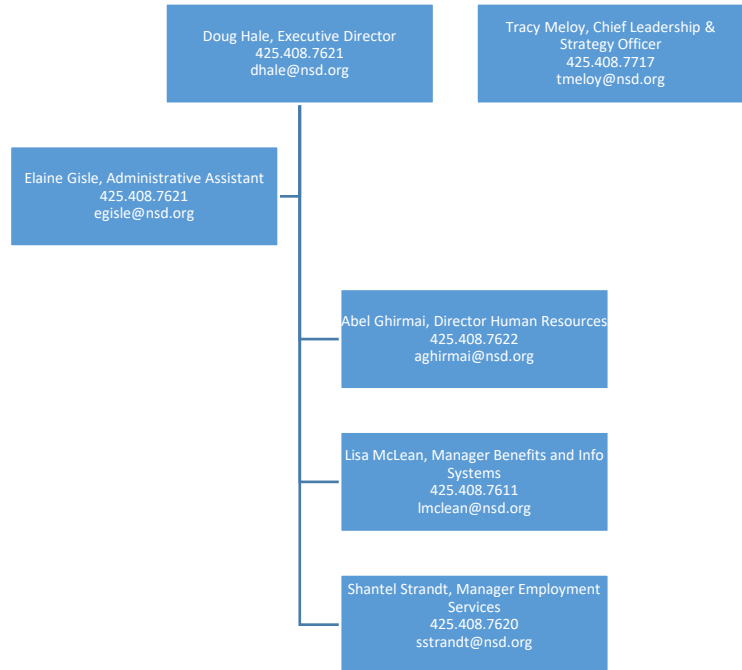 Doug Hale, Executive Director
425.408.7621
dhale@nsd.org
Tracy Meloy, Chief Leadership &
Strategy Officer
425.408.7717
tmeloy@nsd.org
Elaine Gisle, Administrative Assistant
425.408.7621
egisle@nsd.org
Abel Ghirmai, Director Human Resources
425.408.7622
aghirmai@nsd.org
Lisa McLean, Manager Benefits and Info
Systems
425.408.7611
lmclean@nsd.org
Shantel Strandt, Manager Employment
Services
425.408.7620
sstrandt@nsd.org